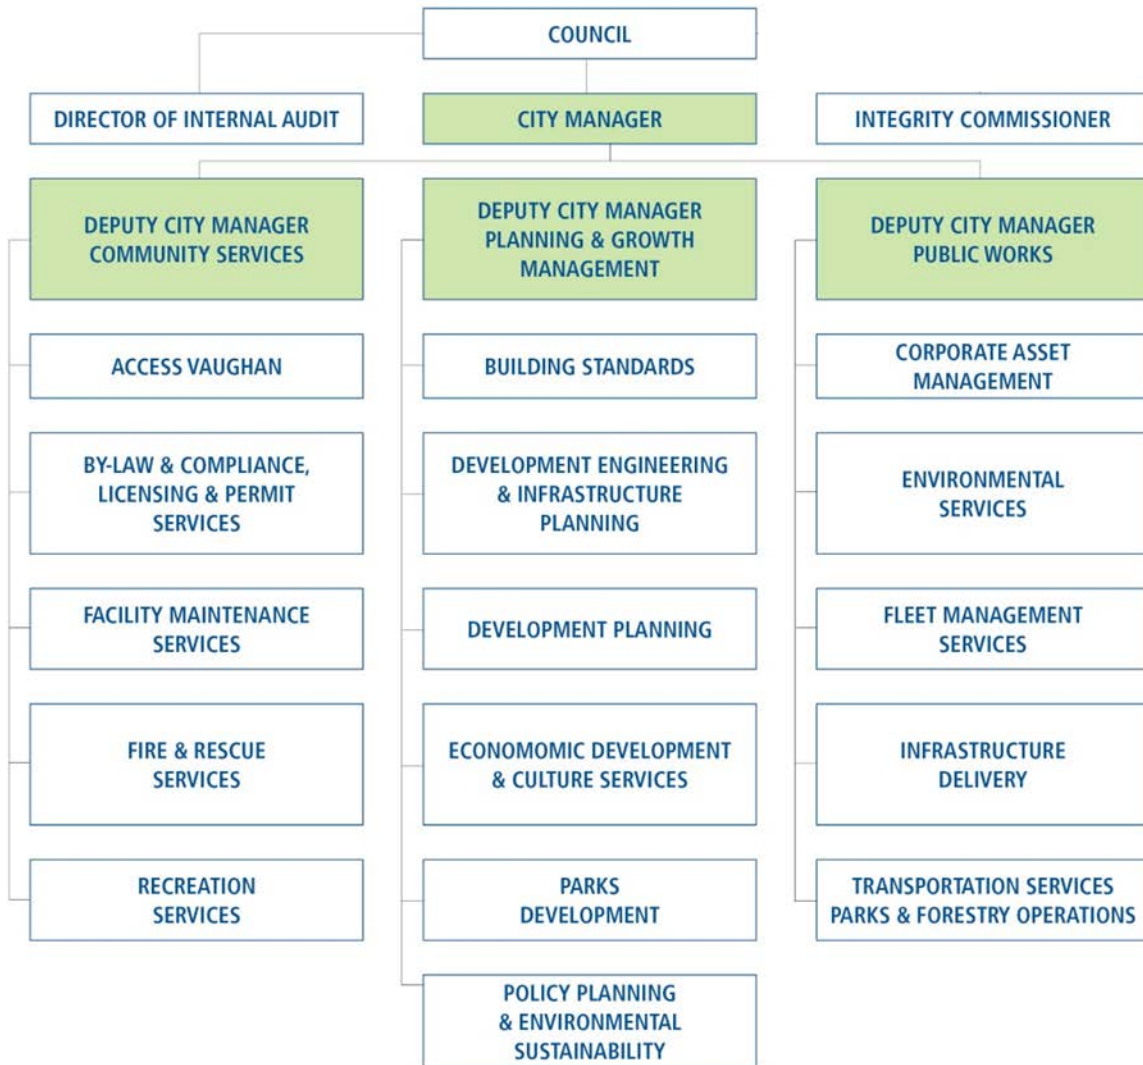 COUNCIL
DIRECTOR OF INTERNAL AUDIT
CITY MANAGER
INTEGRITY COMMISSIONER
DEPUTY CITY MANAGER
COMMUNITY SERVICES
DEPUTY CITY MANAGER
PLANNING & GROWTH
MANAGEMENT
DEPUTY CITY MANAGER
PUBLIC WORKS
ACCESS VAUGHAN
BUILDING STANDARDS
CORPORATE ASSET
MANAGEMENT
BY-LAW & COMPLIANCE,
LICENSING & PERMIT
SERVICES
DEVELOPMENT ENGINEERING
& INFRASTRUCTURE
PLANNING
ENVIRONMENTAL
SERVICES
FACILITY MAINTENANCE
SERVICES
DEVELOPMENT PLANNING
FLEET MANAGEMENT
SERVICES
FIRE & RESCUE
SERVICES
ECONOMOMIC DEVELOPMENT
& CULTURE SERVICES
INFRASTRUCTURE
DELIVERY
RECREATION
SERVICES
PARKS
DEVELOPMENT
TRANSPORTATION SERVICES
PARKS & FORESTRY OPERATIONS
POLICY PLANNING
& ENVIRONMENTAL
SUSTAINABILITY